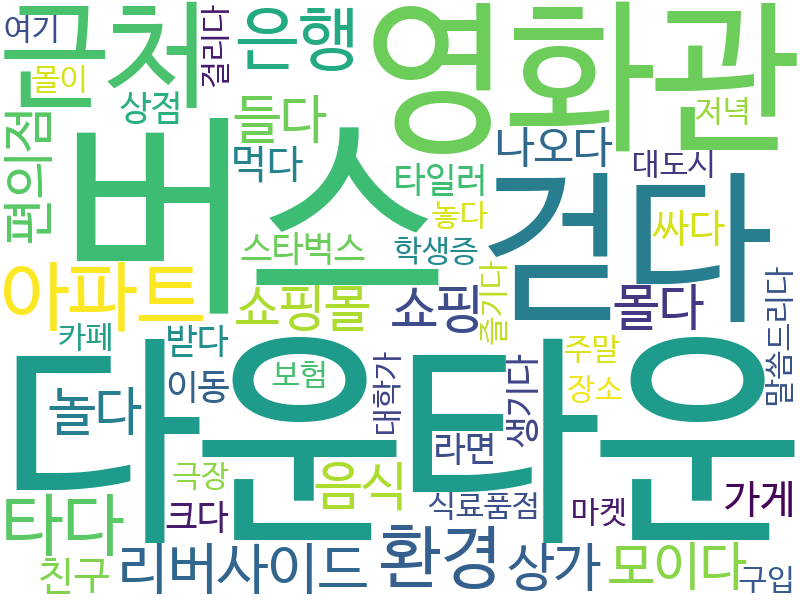 여기
몰이
근처
걸리다
은행
영화관
상점
들다
저녁
편의점
버스
먹다
나오다
대도시
타일러
걷다
놓다
싸다
스타벅스
학생증
아파트
쇼핑몰
쇼핑
즐기다
몰다
말씀드리다
카페
받다
다운타운
주말
보험
이동
대학가
생기다
장소
놀다
라면
극장
음식
식료품점
마켓
가게
타다
크다
친구
리버사이드
환경
상가
모이다
구입